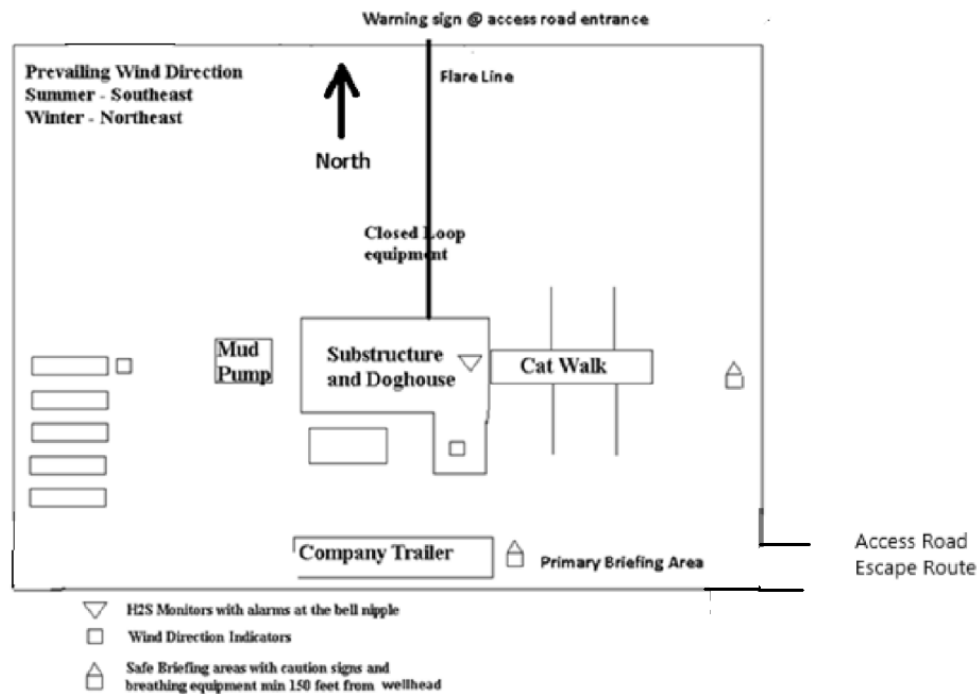 Warning sign @ access road entrance
Prevailing Wind Direction
Summer - Southeast
Winter - Northeast
Flare Line
North
Closed Loop
equipment
Mud
Pump
Substructure
and Doghouse
Cat Walk
Company Trailer
Primary Briefing Area
Access Road
Escape Route
H2S Monitors with alarms at the bell nipple
Wind Direction Indicators
Safe Briefing areas with caution signs and
breathing equipment min 150 feet from wellhead